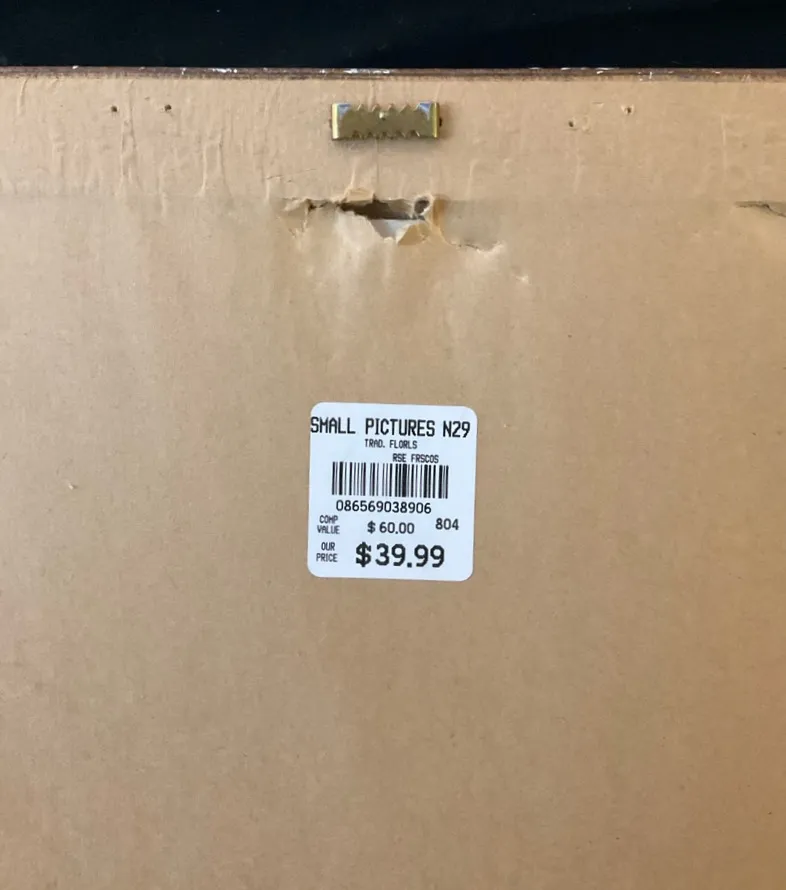 SMALL PICTURES N29
TRAD. FLORLS
RSE FRSCOS
086569038906
COMP VALUE $60.00 804
OUR PRICE $39.99